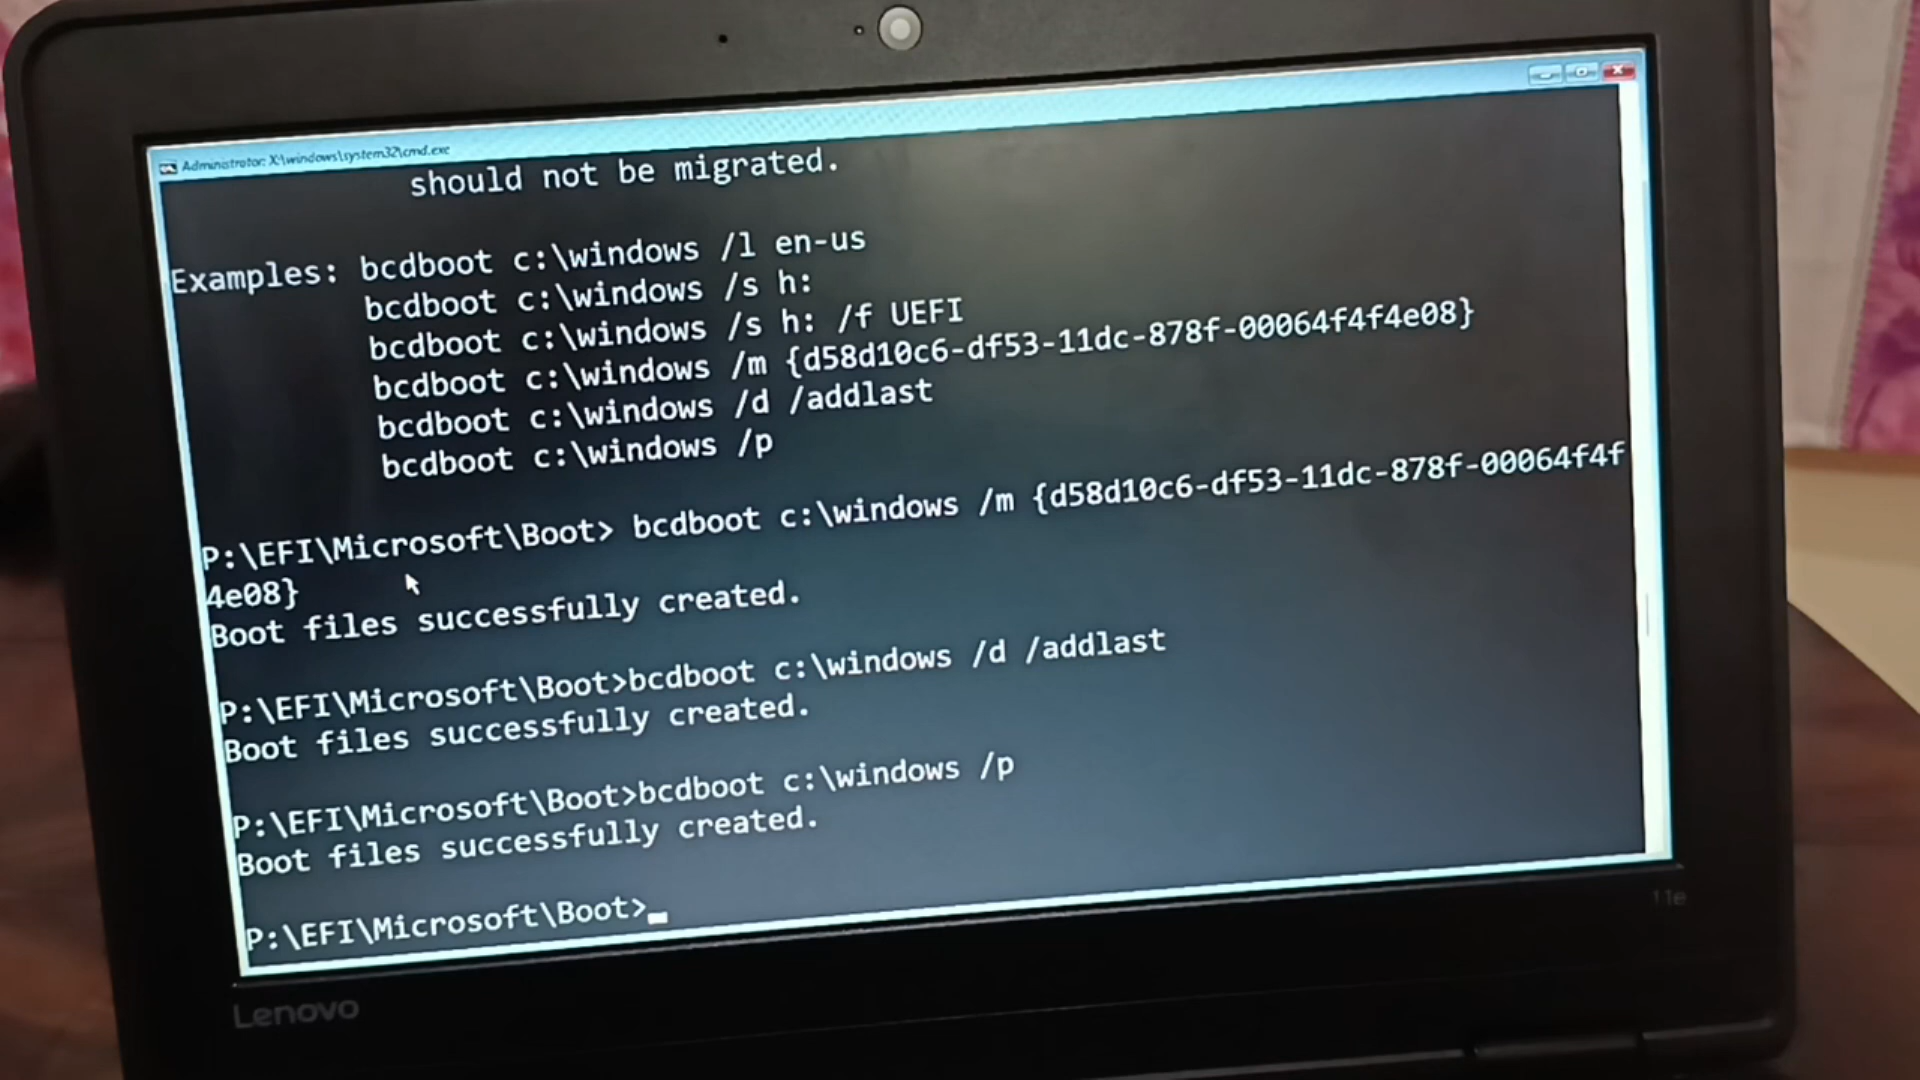 Administrator: X:\windows\system32\cmd.exe
should not be migrated.
Examples: bcdboot c:\windows /l en-us
bcdboot c:\windows /s h:
bcdboot c:\windows /s h: /f UEFI
bcdboot c:\windows /m {d58d10c6-df53-11dc-878f-00064f4f4e08}
bcdboot c:\windows /d /addlast
bcdboot c:\windows /p
P:\EFI\Microsoft\Boot> bcdboot c:\windows /m {d58d10c6-df53-11dc-878f-00064f4f
4e08}
Boot files successfully created.
P:\EFI\Microsoft\Boot>bcdboot c:\windows /d /addlast
Boot files successfully created.
P:\EFI\Microsoft\Boot>bcdboot c:\windows /p
Boot files successfully created.
P:\EFI\Microsoft\Boot>
11e
Lenovo